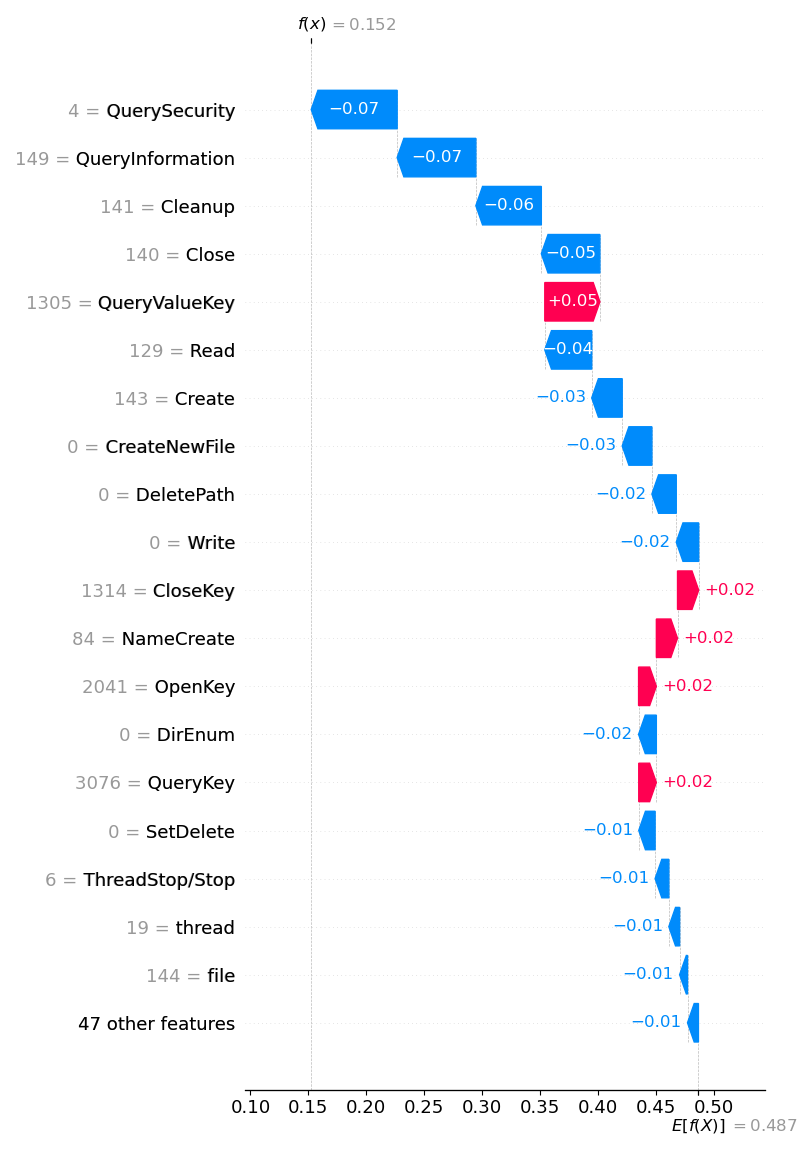 f(x) = 0.152
4 = QuerySecurity −0.07
149 = QueryInformation −0.07
141 = Cleanup −0.06
140 = Close −0.05
1305 = QueryValueKey +0.05
129 = Read −0.04
143 = Create −0.03
0 = CreateNewFile −0.03
0 = DeletePath −0.02
0 = Write −0.02
1314 = CloseKey +0.02
84 = NameCreate +0.02
2041 = OpenKey +0.02
0 = DirEnum −0.02
3076 = QueryKey +0.02
0 = SetDelete −0.01
6 = ThreadStop/Stop −0.01
19 = thread −0.01
144 = file −0.01
47 other features −0.01
0.10 0.15 0.20 0.25 0.30 0.35 0.40 0.45 0.50
E[f(X)] = 0.487